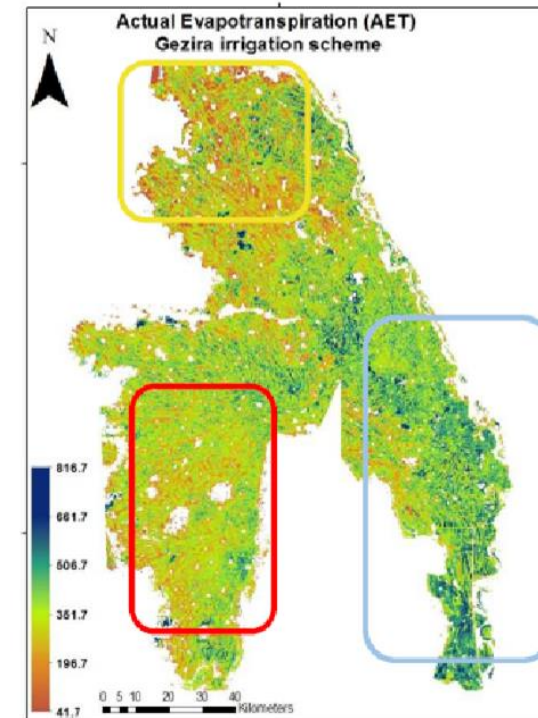 Actual Evapotranspiration (AET)
Gezira irrigation scheme
N
816.7
661.7
506.7
351.7
196.7
41.7
0 5 10 20 30 40
Kilometers